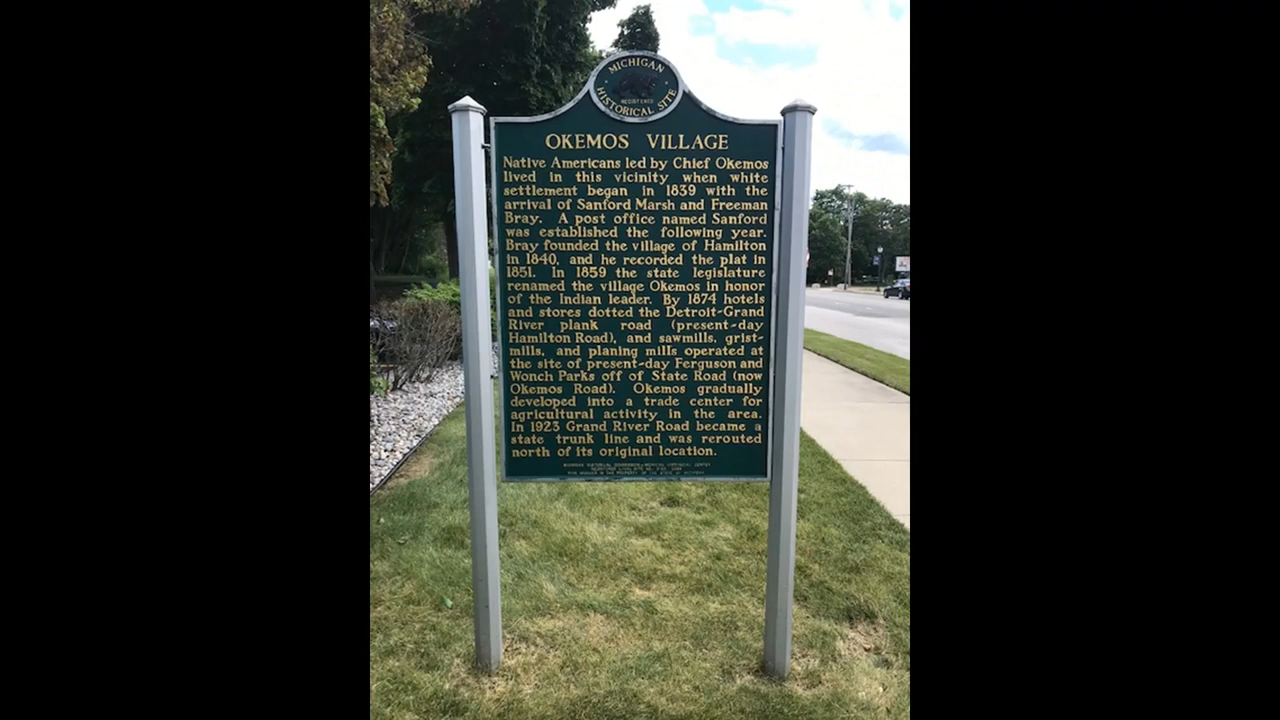 MICHIGAN
REGISTERED
HISTORICAL SITE
OKEMOS VILLAGE
Native Americans led by Chief Okemos
lived in this vicinity when white
settlement began in 1839 with the
arrival of Sanford Marsh and Freeman
Bray. A post office named Sanford
was established the following year.
Bray founded the village of Hamilton
in 1840, and he recorded the plat in
1851. In 1859 the state legislature
renamed the village Okemos in honor
of the Indian leader. By 1874 hotels
and stores dotted the Detroit-Grand
River plank road (present-day
Hamilton Road), and sawmills, grist-
mills, and planing mills operated at
the site of present-day Ferguson and
Wonch Parks off of State Road (now
Okemos Road). Okemos gradually
developed into a trade center for
agricultural activity in the area.
In 1923 Grand River Road became a
state trunk line and was rerouted
north of its original location.